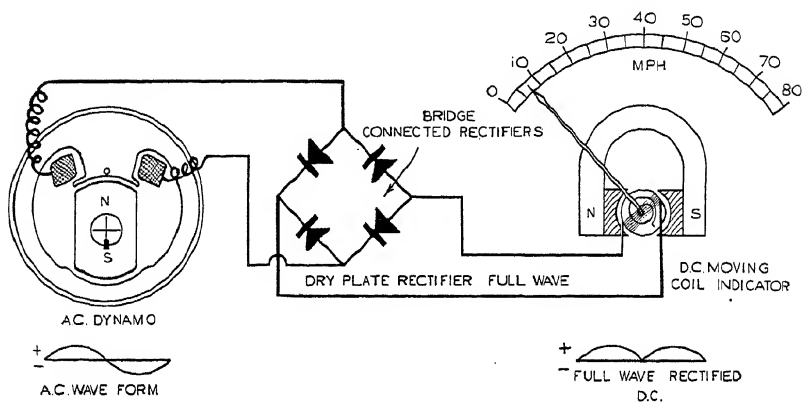 0 10 20 30 40 50 60 70 80
MPH
BRIDGE
CONNECTED RECTIFIERS
N
S
N
S
DRY PLATE RECTIFIER FULL WAVE
D.C. MOVING
COIL INDICATOR
A.C. DYNAMO
+
-
A.C. WAVE FORM
+
-
FULL WAVE RECTIFIED
D.C.